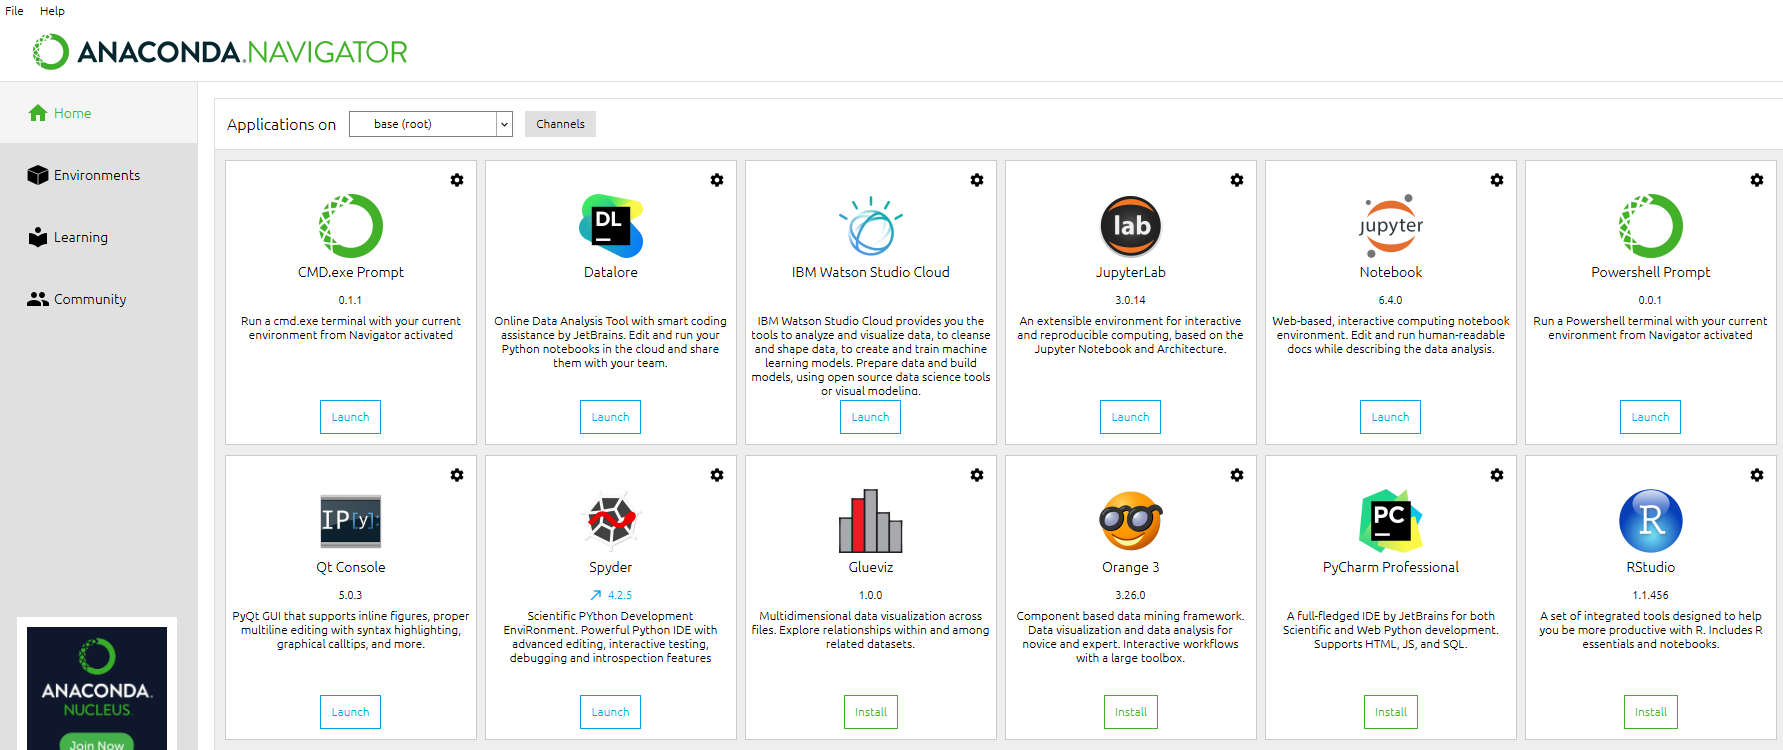 File Help
ANACONDA.NAVIGATOR
Home
Environments
Learning
Community
Applications on base (root) Channels
CMD.exe Prompt
0.1.1
Run a cmd.exe terminal with your current
environment from Navigator activated
Launch
DL
Datalore
Online Data Analysis Tool with smart coding
assistance by JetBrains. Edit and run your
Python notebooks in the cloud and share
them with your team.
Launch
IBM Watson Studio Cloud
IBM Watson Studio Cloud provides you the
tools to analyze and visualize data, to cleanse
and shape data, to create and train machine
learning models. Prepare data and build
models, using open source data science tools
or visual modeling.
Launch
lab
JupyterLab
3.0.14
An extensible environment for interactive
and reproducible computing, based on the
Jupyter Notebook and Architecture.
Launch
jupyter
Notebook
6.4.0
Web-based, interactive computing notebook
environment. Edit and run human-readable
docs while describing the data analysis.
Launch
Powershell Prompt
0.0.1
Run a Powershell terminal with your current
environment from Navigator activated
Launch
IP[y]:
Qt Console
5.0.3
PyQt GUI that supports inline figures, proper
multiline editing with syntax highlighting,
graphical calltips, and more.
Launch
Spyder
4.2.5
Scientific PYthon Development
EnviRonment. Powerful Python IDE with
advanced editing, interactive testing,
debugging and introspection features
Launch
Glueviz
1.0.0
Multidimensional data visualization across
files. Explore relationships within and among
related datasets.
Install
Orange 3
3.26.0
Component based data mining framework.
Data visualization and data analysis for
novice and expert. Interactive workflows
with a large toolbox.
Install
PC
PyCharm Professional
A full-fledged IDE by JetBrains for both
Scientific and Web Python development.
Supports HTML, JS, and SQL.
Install
R
RStudio
1.1.456
A set of integrated tools designed to help
you be more productive with R. Includes R
essentials and notebooks.
Install
ANACONDA.
NUCLEUS
Join Now